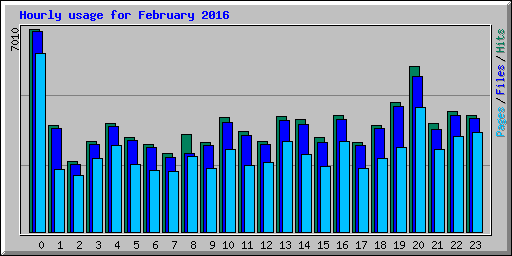 Hourly usage for February 2016
7010
Pages / Files / Hits
0 1 2 3 4 5 6 7 8 9 10 11 12 13 14 15 16 17 18 19 20 21 22 23